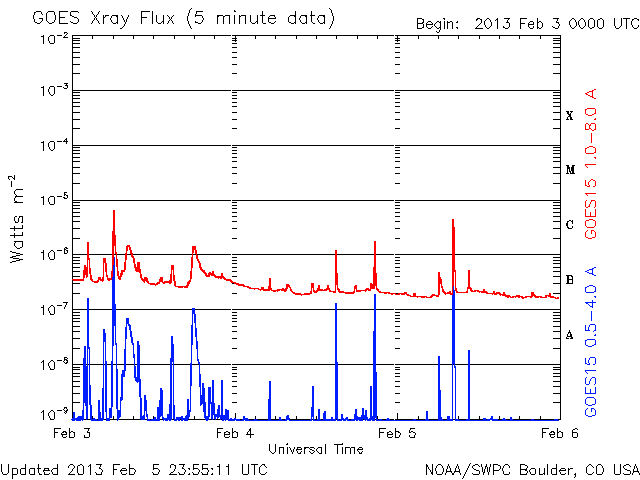 GOES Xray Flux (5 minute data)
Begin: 2013 Feb 3 0000 UTC
10⁻²
10⁻³
10⁻⁴
10⁻⁵
10⁻⁶
10⁻⁷
10⁻⁸
10⁻⁹
Watts m⁻²
X
M
C
B
A
GOES15 1.0-8.0 A
GOES15 0.5-4.0 A
Feb 3
Feb 4
Feb 5
Feb 6
Universal Time
Updated 2013 Feb 5 23:55:11 UTC
NOAA/SWPC Boulder, CO USA